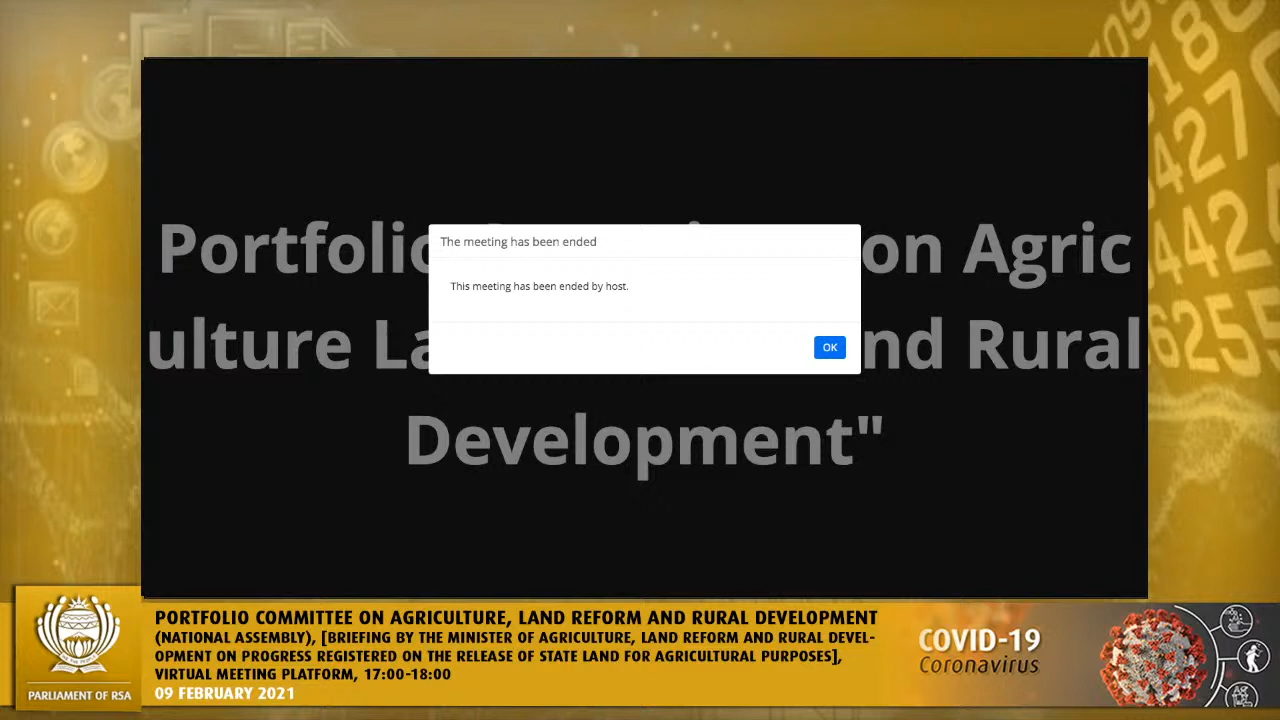 Portfolio on Agric
The meeting has been ended
This meeting has been ended by host.
ulture La nd Rural
OK
Development"
PORTFOLIO COMMITTEE ON AGRICULTURE, LAND REFORM AND RURAL DEVELOPMENT
(NATIONAL ASSEMBLY), [BRIEFING BY THE MINISTER OF AGRICULTURE, LAND REFORM AND RURAL DEVEL-
OPMENT ON PROGRESS REGISTERED ON THE RELEASE OF STATE LAND FOR AGRICULTURAL PURPOSES],
VIRTUAL MEETING PLATFORM, 17:00-18:00
09 FEBRUARY 2021
PARLIAMENT OF RSA
COVID-19
Coronavirus